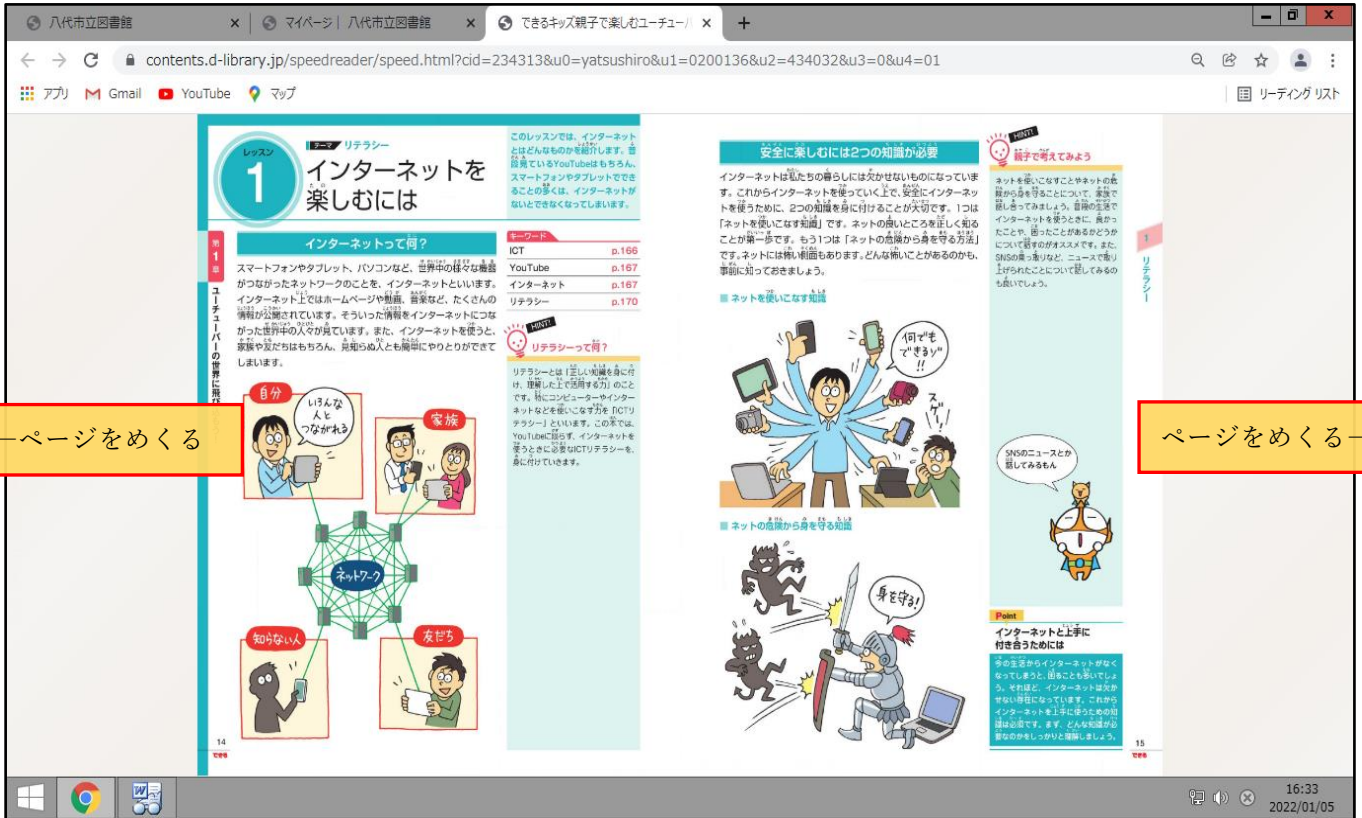 八代市立図書館
マイページ｜八代市立図書館
できるキッズ親子で楽しむユーチュー
contents.d-library.jp/speedreader/speed.html?cid=234313&u0=yatsushiro&u1=0200136&u2=434032&u3=0&u4=01
アプリ
Gmail
YouTube
マップ
リーディング リスト
レッスン
1
テーマ リテラシー
インターネットを
楽しむには
このレッスンでは、インターネット
とはどんなものかを紹介します。普
段見ているYouTubeはもちろん、
スマートフォンやタブレットででき
ることの多くは、インターネットが
ないとできなくなってしまいます。
第1章
ユーチューバーの世界に飛び
インターネットって何？
スマートフォンやタブレット、パソコンなど、世界中の様々な機器
がつながったネットワークのことを、インターネットといいます。
インターネット上ではホームページや動画、音楽など、たくさんの
情報が公開されています。そういった情報をインターネットにつな
がった世界中の人々が見ています。また、インターネットを使うと、
家族や友だちはもちろん、見知らぬ人とも簡単にやりとりができて
しまいます。
キーワード
ICT p.166
YouTube p.167
インターネット p.167
リテラシー p.170
HINT!
リテラシーって何？
リテラシーとは「正しい知識を身に付
け、理解した上で活用する力」のこと
です。特にコンピューターやインター
ネットなどを使いこなす力を「ICTリ
テラシー」といいます。この本では、
YouTubeに限らず、インターネットを
使うときに必要なICTリテラシーを、
身に付けていきます。
自分
いろんな
人と
つながれる
家族
ネットワーク
知らない人
友だち
14
できる
ページをめくる
安全に楽しむには2つの知識が必要
インターネットは私たちの暮らしには欠かせないものになっていま
す。これからインターネットを使っていく上で、安全にインターネッ
トを使うために、2つの知識を身に付けることが大切です。1つは
「ネットを使いこなす知識」です。ネットの良いところを正しく知る
ことが第一歩です。もう1つは「ネットの危険から身を守る方法」
です。ネットには怖い側面もあります。どんな怖いことがあるのかも、
事前に知っておきましょう。
■ネットを使いこなす知識
何でも
できるゾ
!!
スゲー!
■ネットの危険から身を守る知識
身を守る!
HINT!
親子で考えてみよう
ネットを使いこなすことやネットの危
険から身を守ることについて、家族で
話し合ってみましょう。普段の生活で
インターネットを使うときに、良かっ
たことや、困ったことがあるかどうか
について話すのがオススメです。また、
SNSの乗っ取りなど、ニュースで取り
上げられたことについて話してみるの
も良いでしょう。
1
リテラシー
SNSのニュースとか
話してみるもん
ページをめくる
Point
インターネットと上手に
付き合うためには
今の生活からインターネットがなく
なってしまうと、困ることも多いでしょ
う。それほど、インターネットは欠か
せない存在になっています。これから
インターネットを上手に使うための知
識は必須です。まず、どんな知識が必
要なのかをしっかりと理解しましょう。
15
できる
16:33
2022/01/05